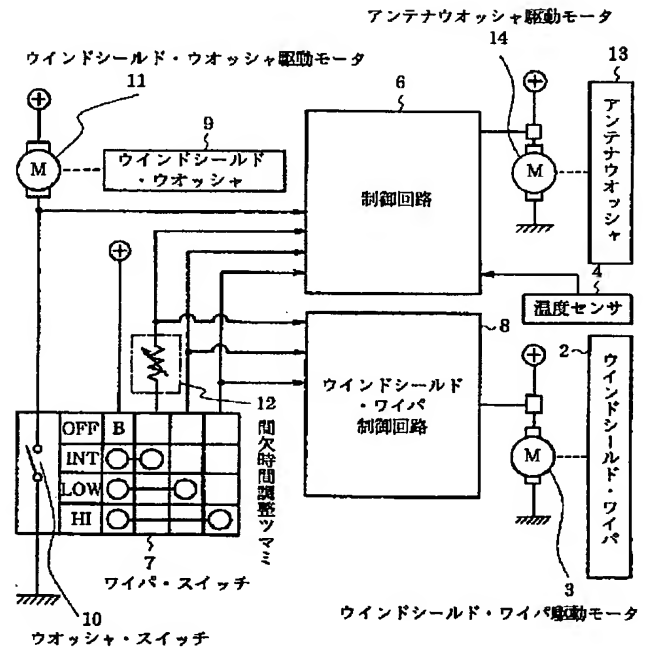 アンテナウオッシャ駆動モータ
14
ウインドシールド・ウオッシャ駆動モータ
11
6
13
9
M
ウインドシールド
・ウオッシャ
制御回路
M
アンテナウオッシャ
4
温度センサ
8
12
間欠時間調整ツマミ
ウインドシールド
・ワイパ
制御回路
2
ウインドシールド・ワイパ
M
OFF B
INT
LOW
HI
7
ワイパ・スイッチ
3
10
ウオッシャ・スイッチ
ウインドシールド・ワイパ駆動モータ